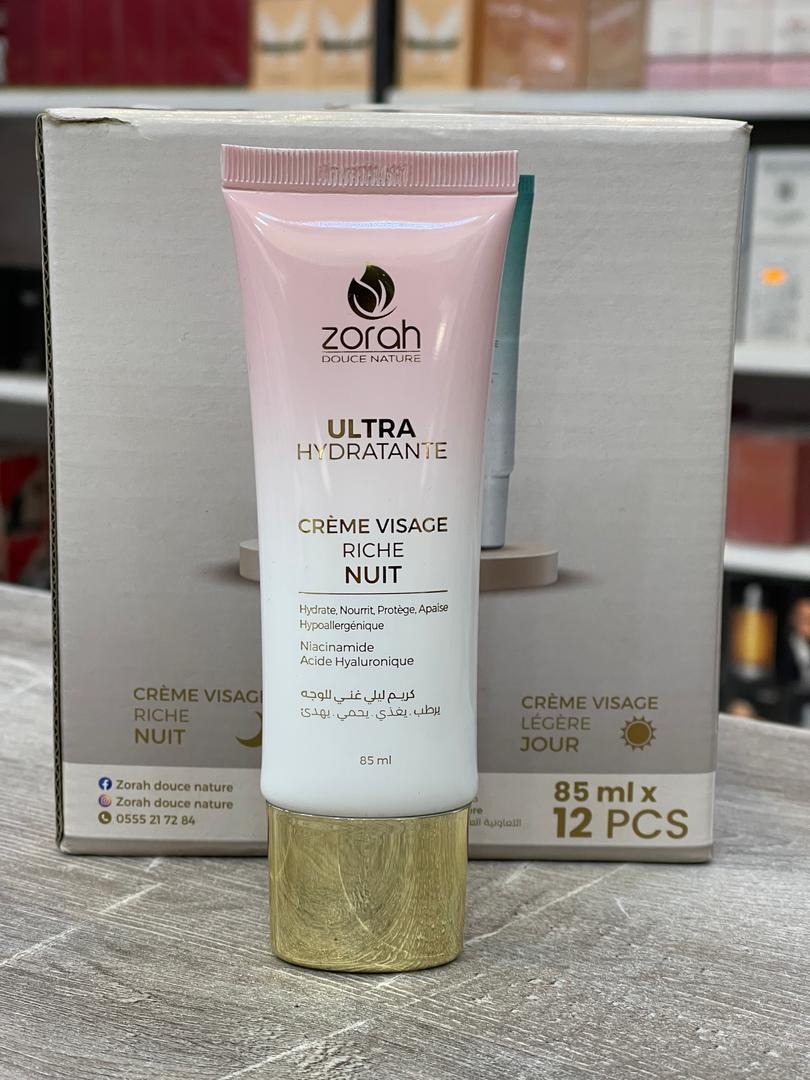 zorah
DOUCE NATURE
ULTRA
HYDRATANTE
CRÈME VISAGE
RICHE
NUIT
Hydrate, Nourrit, Protège, Apaise
Hypoallergénique
Niacinamide
Acide Hyaluronique
كريم ليلي غني للوجه
يرطب . يغذي . يحمي . يهدئ
85 ml
CRÈME VISAGE
RICHE
NUIT
CRÈME VISAGE
LÉGÈRE
JOUR
Zorah douce nature
Zorah douce nature
0555 21 72 84
85 ml x
12 PCS